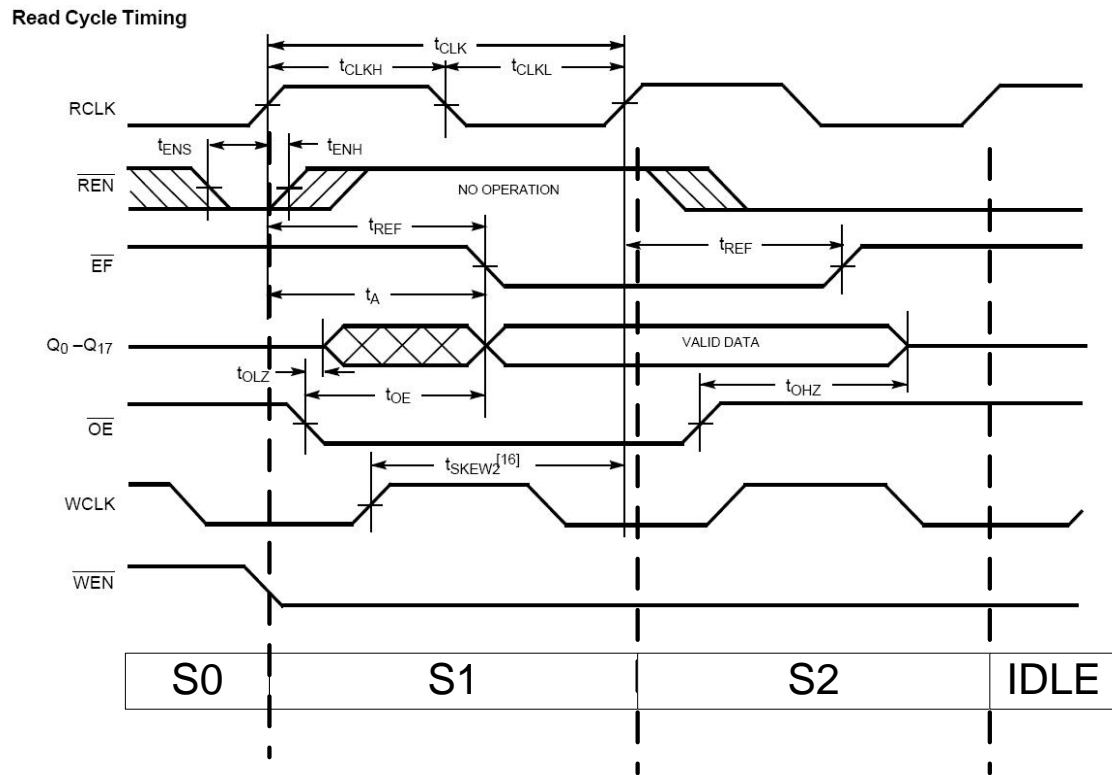 Read Cycle Timing
tCLK
tCLKH
tCLKL
RCLK
tENS
tENH
REN
NO OPERATION
tREF
tREF
EF
tA
Q0 –Q17
VALID DATA
tOLZ
tOE
tOHZ
OE
tSKEW2[16]
WCLK
WEN
S0 S1 S2 IDLE